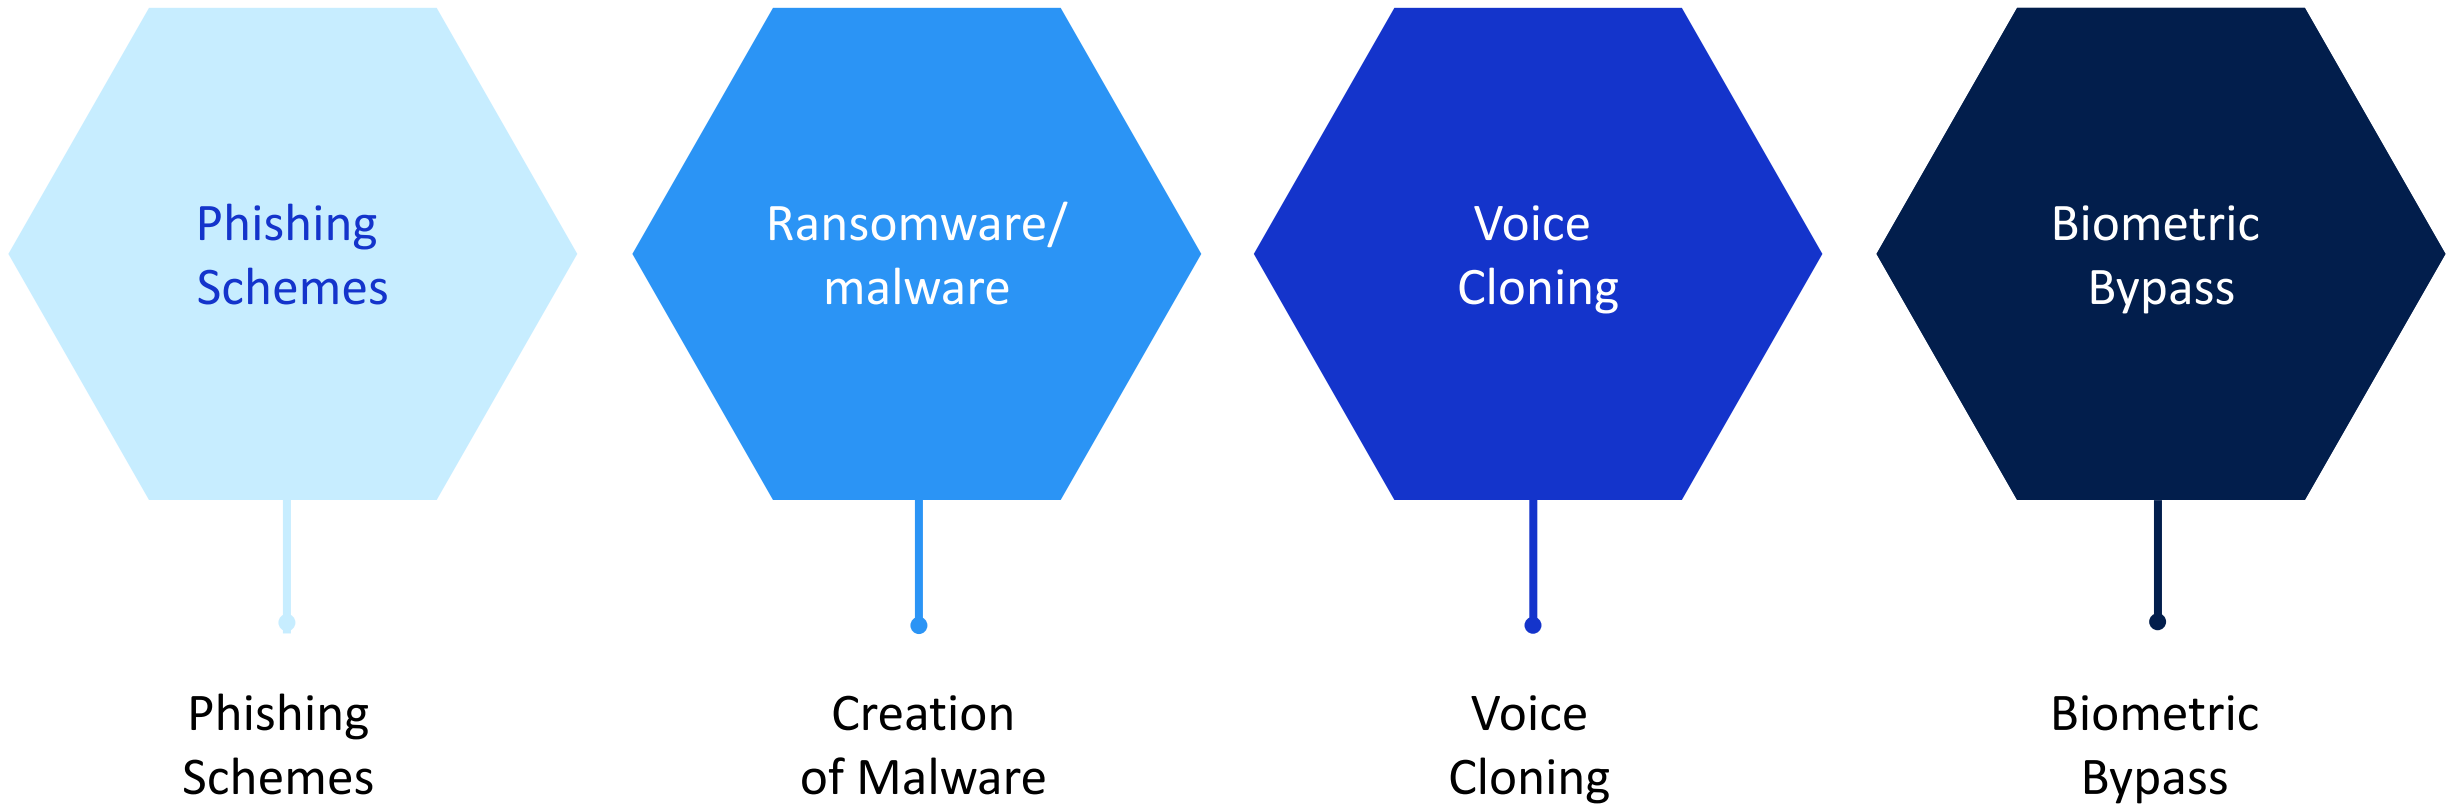 Phishing
Schemes
Ransomware/
malware
Voice
Cloning
Biometric
Bypass
Phishing
Schemes
Creation
of Malware
Voice
Cloning
Biometric
Bypass